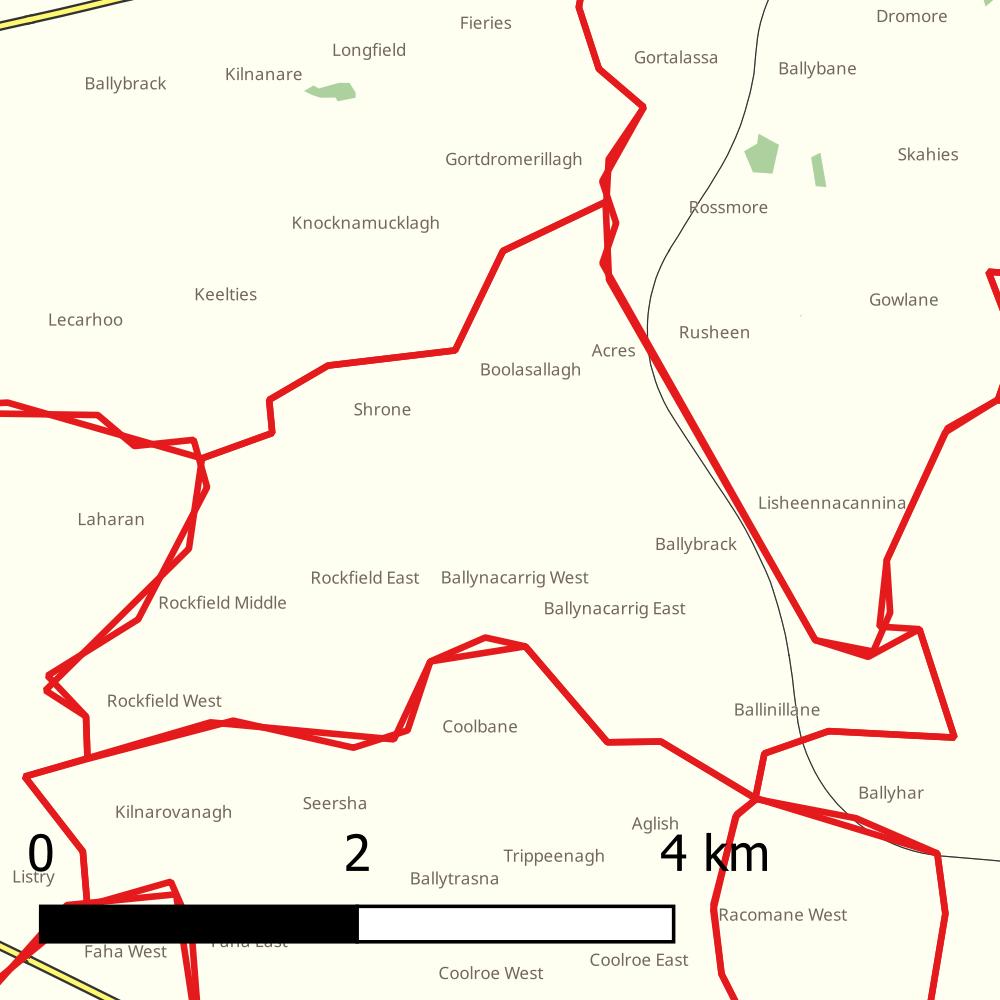 Dromore
Fieries
Longfield
Gortalassa
Ballybane
Kilnanare
Ballybrack
Skahies
Gortdromerillagh
Rossmore
Knocknamucklagh
Keelties
Gowlane
Lecarhoo
Rusheen
Acres
Boolasallagh
Shrone
Lisheennacannina
Laharan
Ballybrack
Rockfield East
Ballynacarrig West
Rockfield Middle
Ballynacarrig East
Rockfield West
Ballinillane
Coolbane
Ballyhar
Seersha
Kilnarovanagh
Aglish
0 2 4 km
Trippeenagh
Listry
Ballytrasna
Racomane West
Faha East
Faha West
Coolroe East
Coolroe West